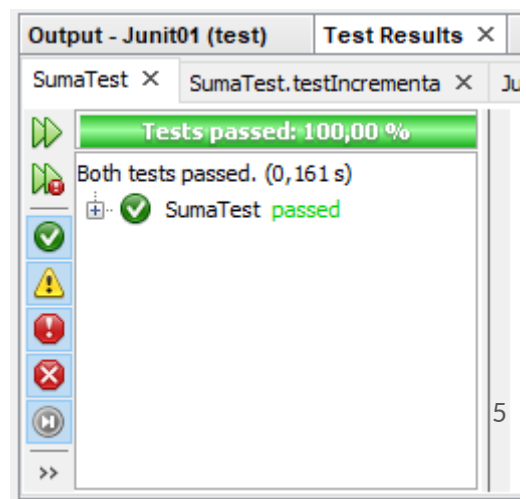 Output - Junit01 (test) Test Results
SumaTest SumaTest.testIncrementa Ju
Tests passed: 100,00 %
Both tests passed. (0,161 s)
SumaTest passed
5
>>